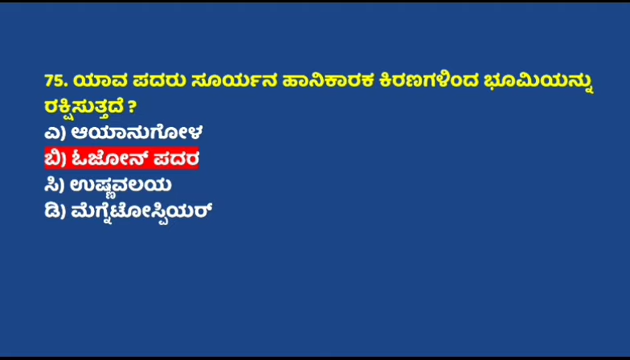 75. ಯಾವ ಪದರು ಸೂರ್ಯನ ಹಾನಿಕಾರಕ ಕಿರಣಗಳಿಂದ ಭೂಮಿಯನ್ನು
ರಕ್ಷಿಸುತ್ತದೆ ?
ಎ) ಆಯಾನುಗೋಳ
ಬಿ) ಓಜೋನ್ ಪದರ
ಸಿ) ಉಷ್ಣವಲಯ
ಡಿ) ಮೆಗ್ನೆಟೋಸ್ಪಿಯರ್